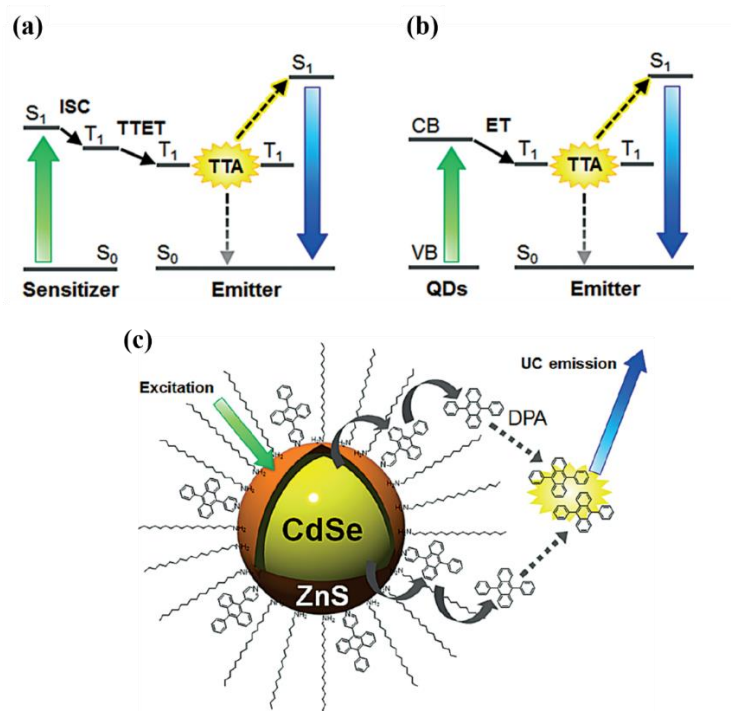 (a)
S₁
ISC
S₁
T₁
TTET
T₁
TTA
T₁
S₀
S₀
Sensitizer
Emitter
(b)
S₁
CB
ET
T₁
TTA
T₁
VB
S₀
QDs
Emitter
(c)
UC emission
Excitation
DPA
CdSe
ZnS